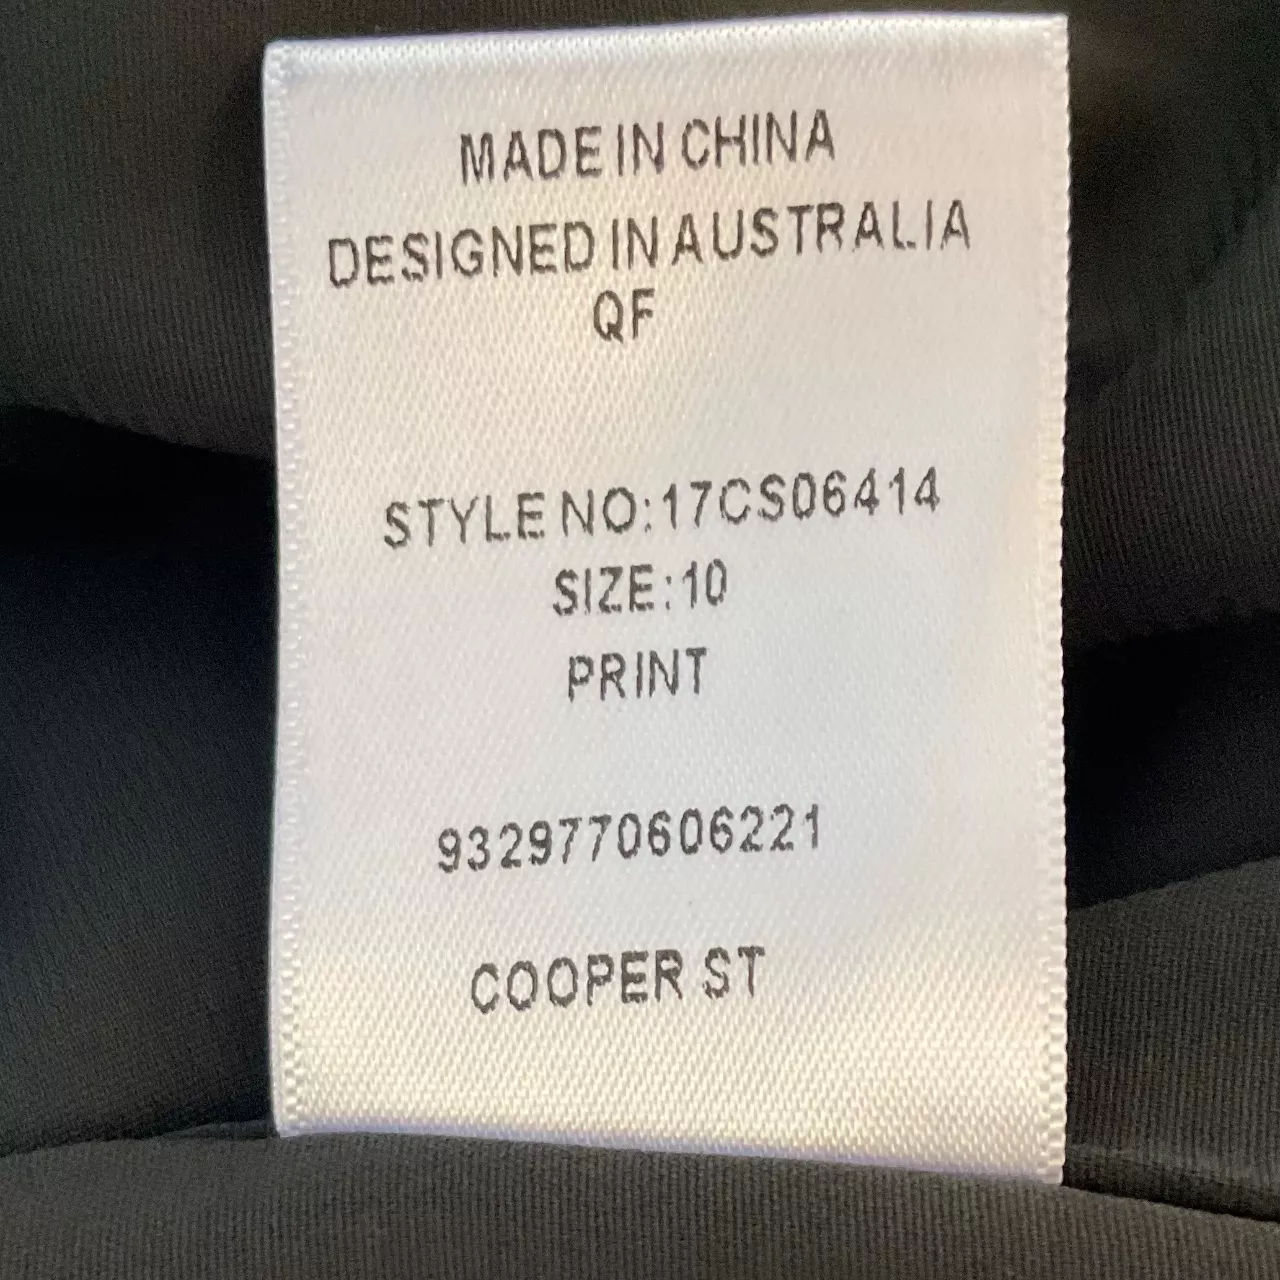 MADE IN CHINA
DESIGNED IN AUSTRALIA
QF
STYLE NO:17CS06414
SIZE:10
PRINT
9329770606221
COOPER ST